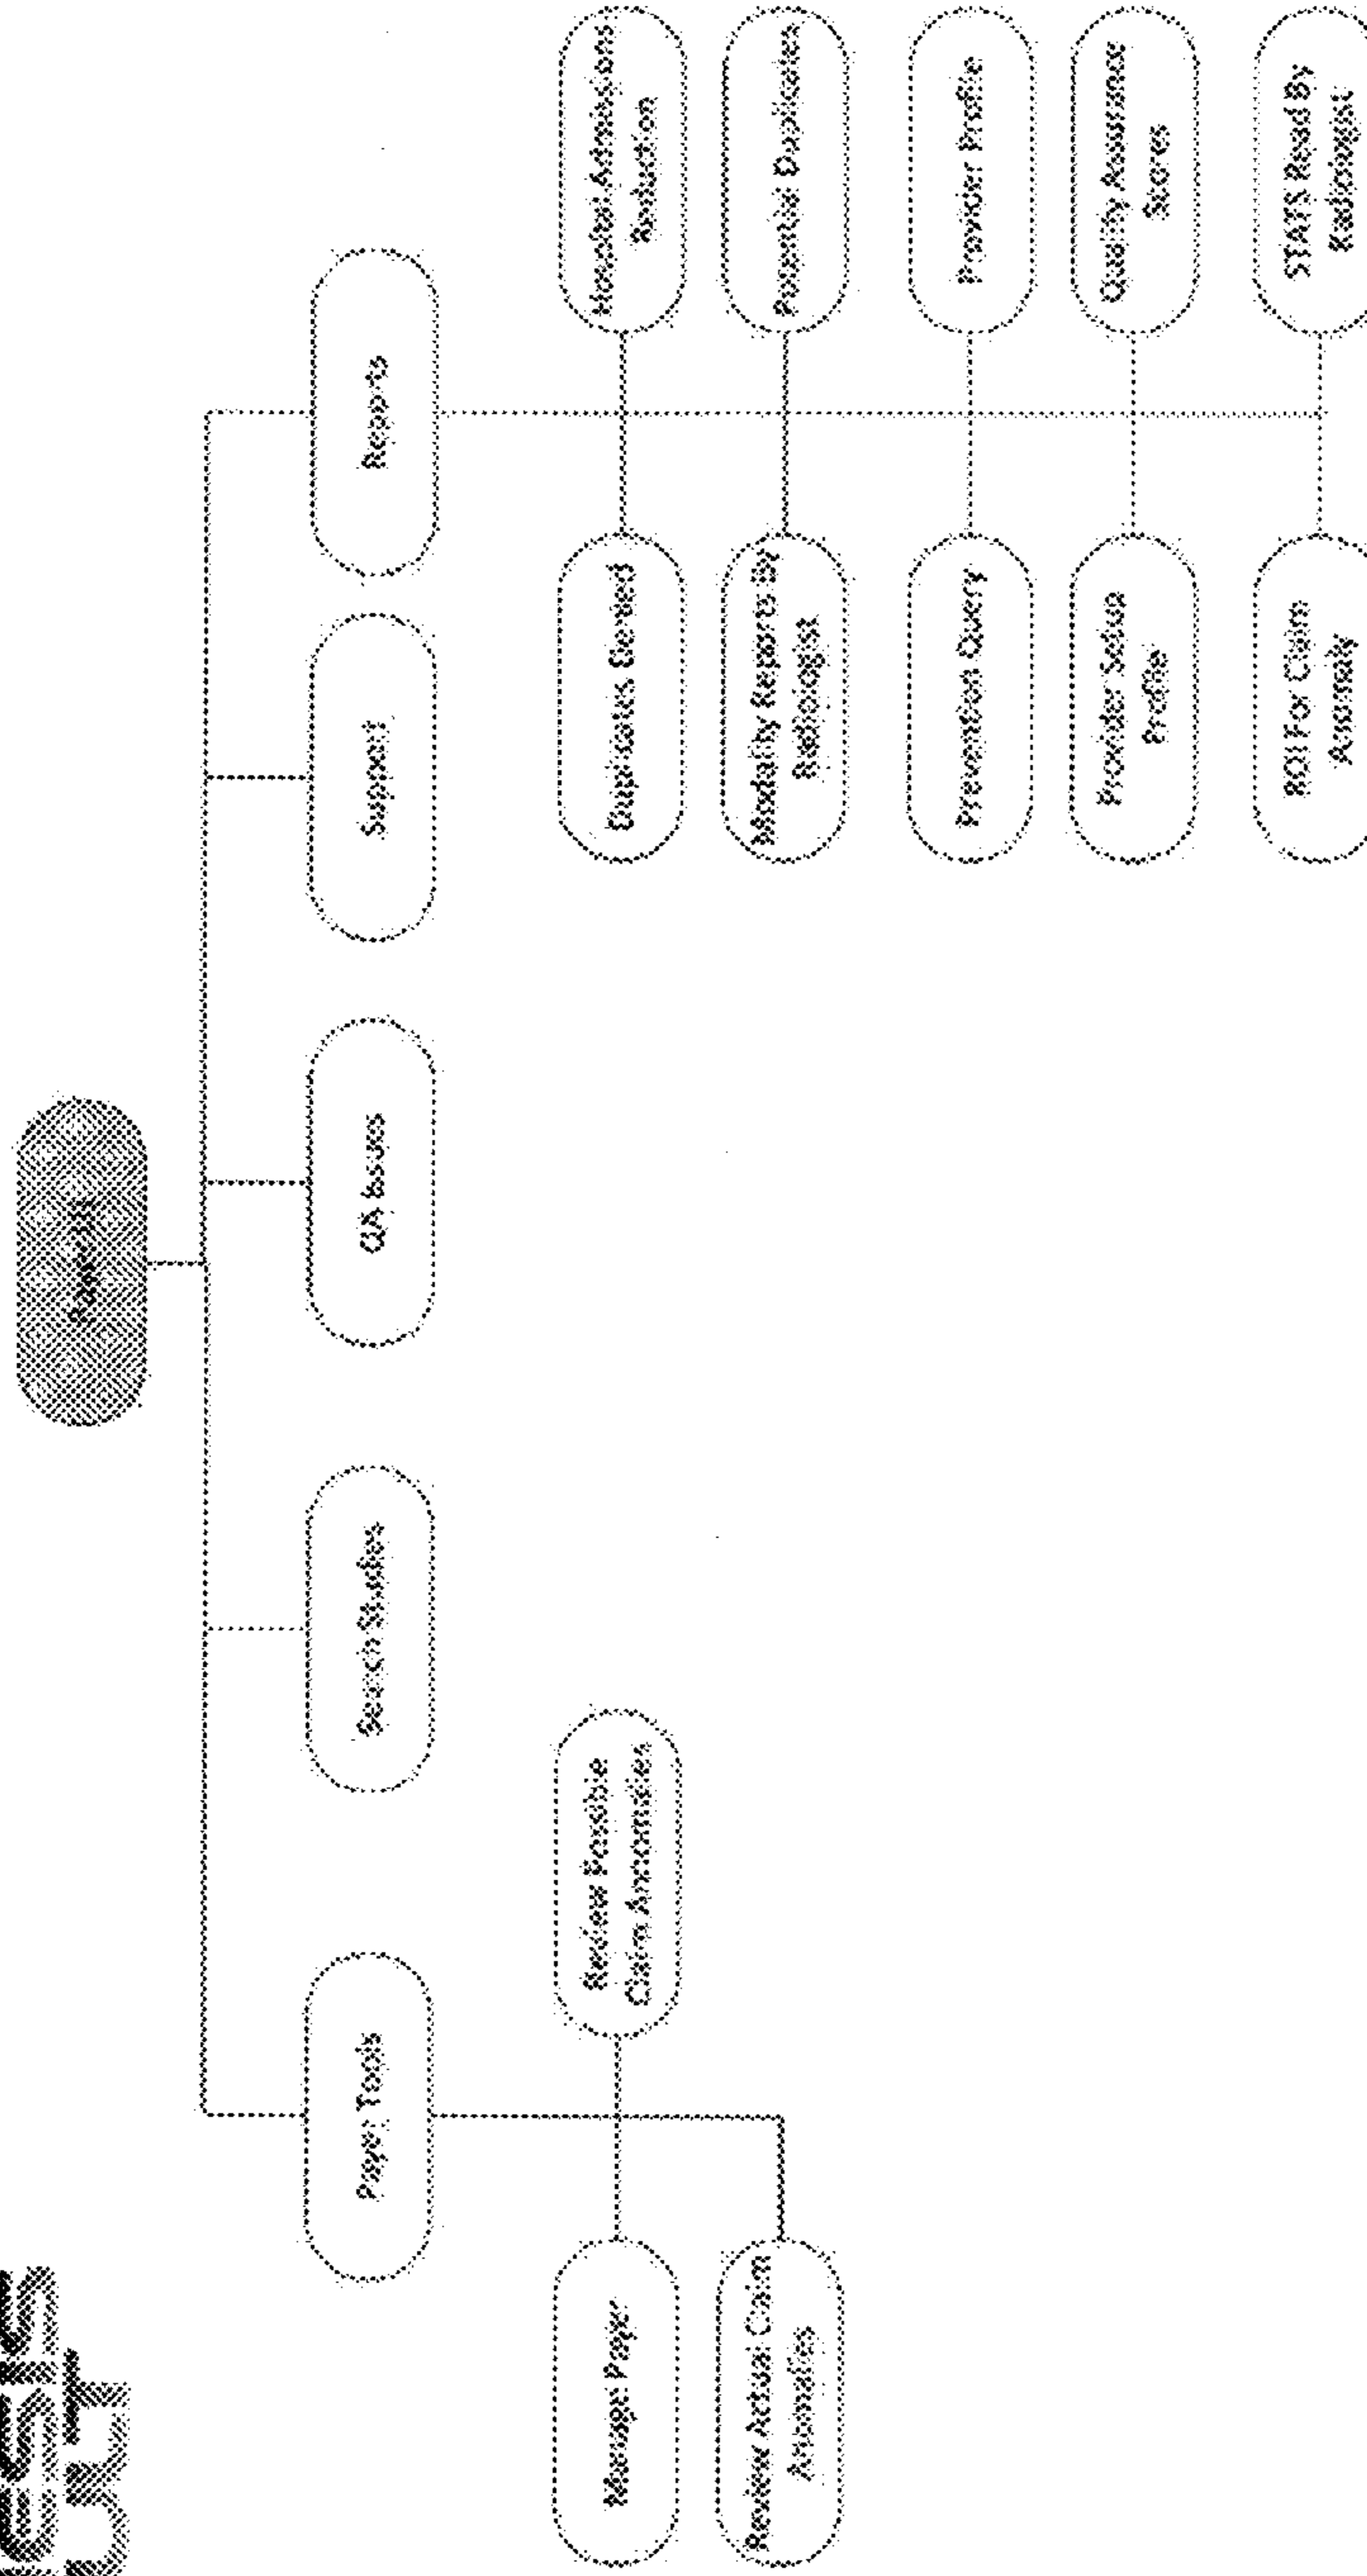 Payer Tools
Search Studies
QA Issues
Support
Reports
Manage Payer
Review Possible
Claim Anomalies
Review Actual Claim
Anomalies
Duplicates Denied
Hospital Admissions
Reduction
Modality Reports By
Radiologist
Potential Duplicates
Prevention Query
Provider Profile
Provider Setup
Profile
Quality Assurance
Scores
ROI For Claim
Anomaly
STATS Read By
Radiologist